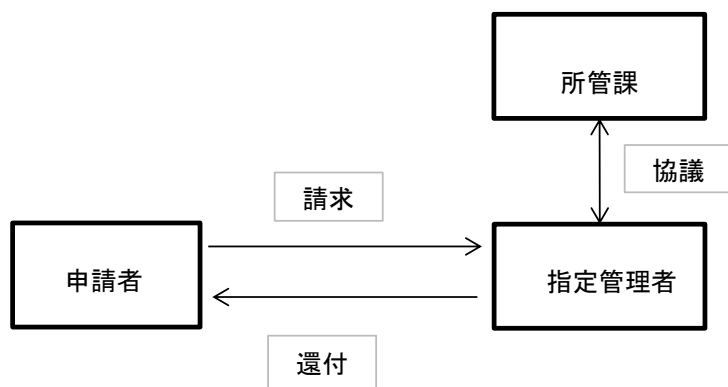 所管課
協議
請求
申請者
指定管理者
還付